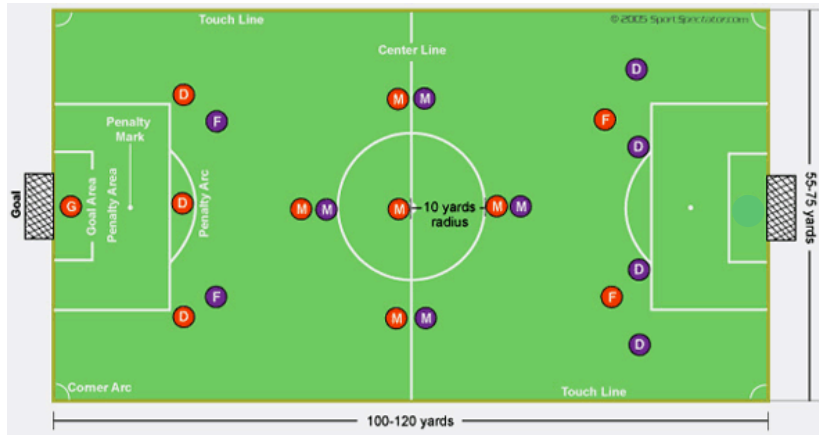 Touch Line
© 2005 SportSpectator.com
Center Line
D
D
F
M
M
F
Penalty
Mark
D
Goal
G
Goal Area
Penalty Area
D
Penalty Arc
M
M
M
10 yards
radius
M
M
55-75 yards
D
F
F
D
M
M
D
D
Corner Arc
Touch Line
100-120 yards